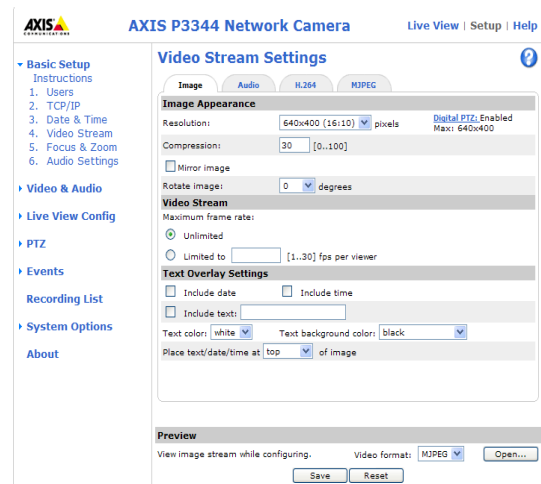 AXIS
COMMUNICATIONS
AXIS P3344 Network Camera
Live View | Setup | Help
Basic Setup
Instructions
1. Users
2. TCP/IP
3. Date & Time
4. Video Stream
5. Focus & Zoom
6. Audio Settings
Video & Audio
Live View Config
PTZ
Events
Recording List
System Options
About
Video Stream Settings
?
Image Audio H.264 MJPEG
Image Appearance
Resolution: 640x400 (16:10) pixels
Digital PTZ: Enabled
Max: 640x400
Compression: 30 [0..100]
Mirror image
Rotate image: 0 degrees
Video Stream
Maximum frame rate:
Unlimited
Limited to [1..30] fps per viewer
Text Overlay Settings
Include date Include time
Include text:
Text color: white Text background color: black
Place text/date/time at top of image
Preview
View image stream while configuring. Video format: MJPEG Open...
Save Reset